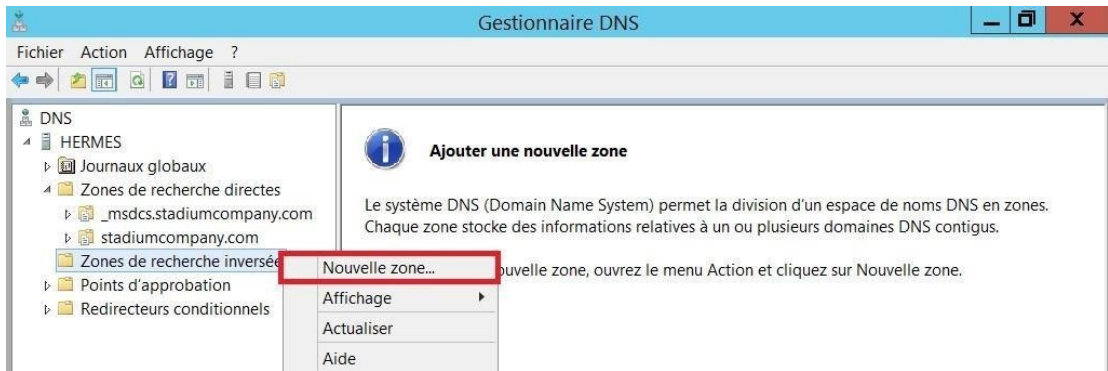 Gestionnaire DNS
Fichier Action Affichage ?
DNS
HERMES
Journaux globaux
Zones de recherche directes
_msdcs.stadiumcompany.com
stadiumcompany.com
Zones de recherche inversée
Points d'approbation
Redirecteurs conditionnels
Nouvelle zone...
Affichage
Actualiser
Aide
Ajouter une nouvelle zone
Le système DNS (Domain Name System) permet la division d'un espace de noms DNS en zones.
Chaque zone stocke des informations relatives à un ou plusieurs domaines DNS contigus.
ouvelle zone, ouvrez le menu Action et cliquez sur Nouvelle zone.